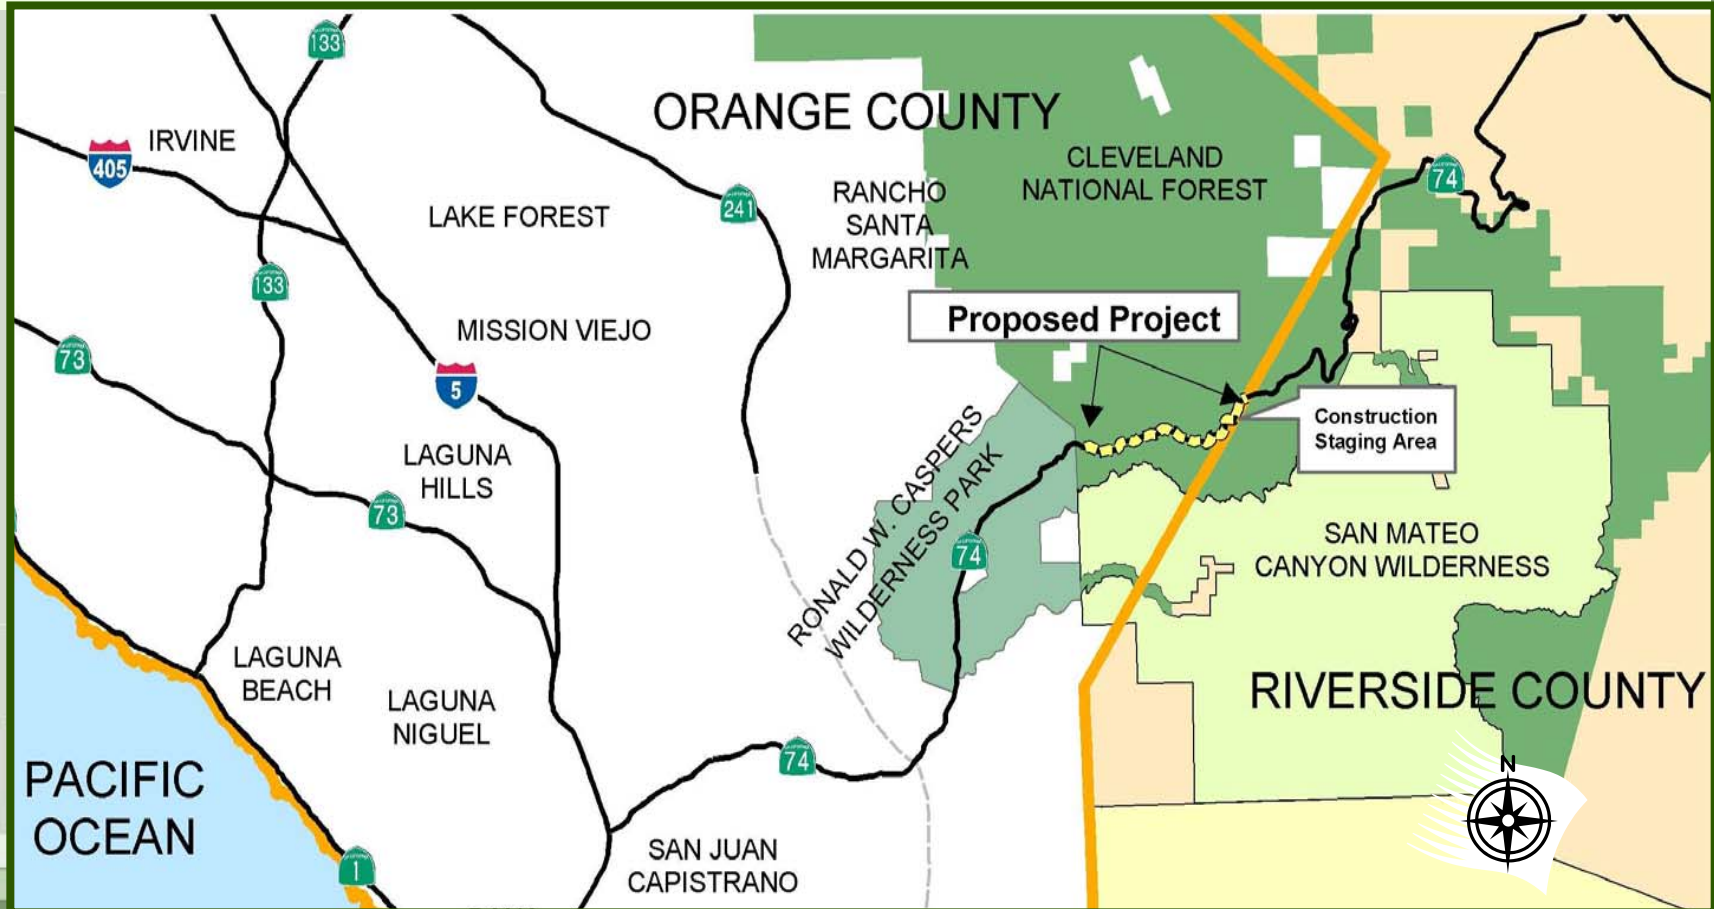 133
ORANGE COUNTY
IRVINE
405
CLEVELAND
NATIONAL FOREST
74
RANCHO
SANTA
MARGARITA
241
LAKE FOREST
133
Proposed Project
MISSION VIEJO
73
5
Construction
Staging Area
LAGUNA
HILLS
RONALD W. CASPERS
WILDERNESS PARK
73
74
SAN MATEO
CANYON WILDERNESS
LAGUNA
BEACH
LAGUNA
NIGUEL
RIVERSIDE COUNTY
74
N
PACIFIC
OCEAN
SAN JUAN
CAPISTRANO
1